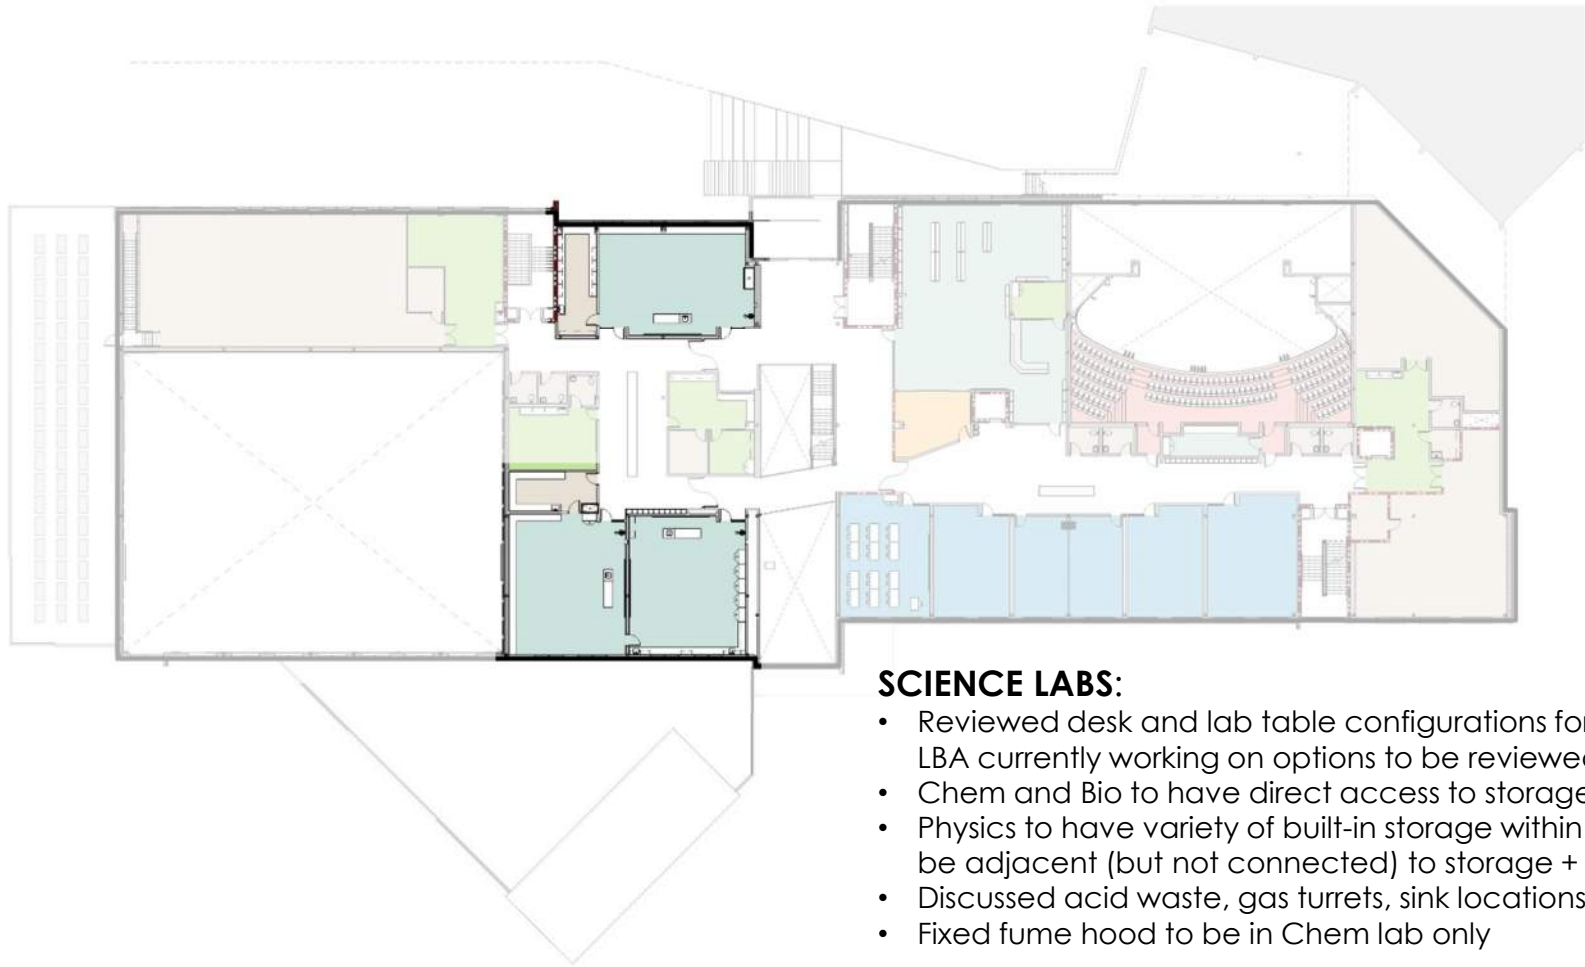 SCIENCE LABS:
• Reviewed desk and lab table configurations for
LBA currently working on options to be reviewed
• Chem and Bio to have direct access to storage
• Physics to have variety of built-in storage within
be adjacent (but not connected) to storage +
• Discussed acid waste, gas turrets, sink locations
• Fixed fume hood to be in Chem lab only